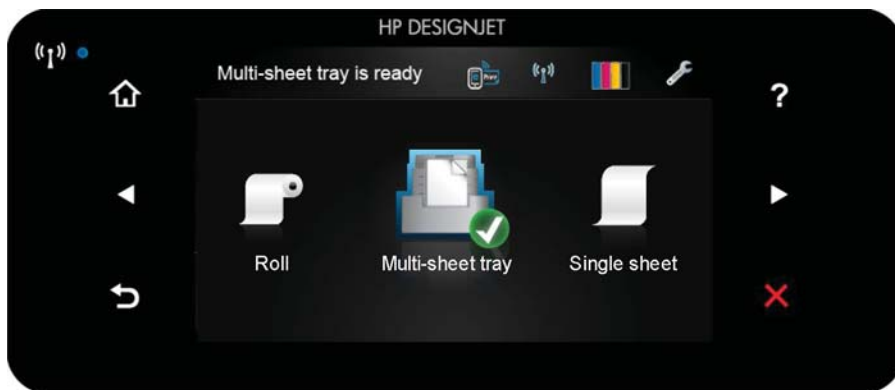 HP DESIGNJET
Multi-sheet tray is ready
?
Roll
Multi-sheet tray
Single sheet